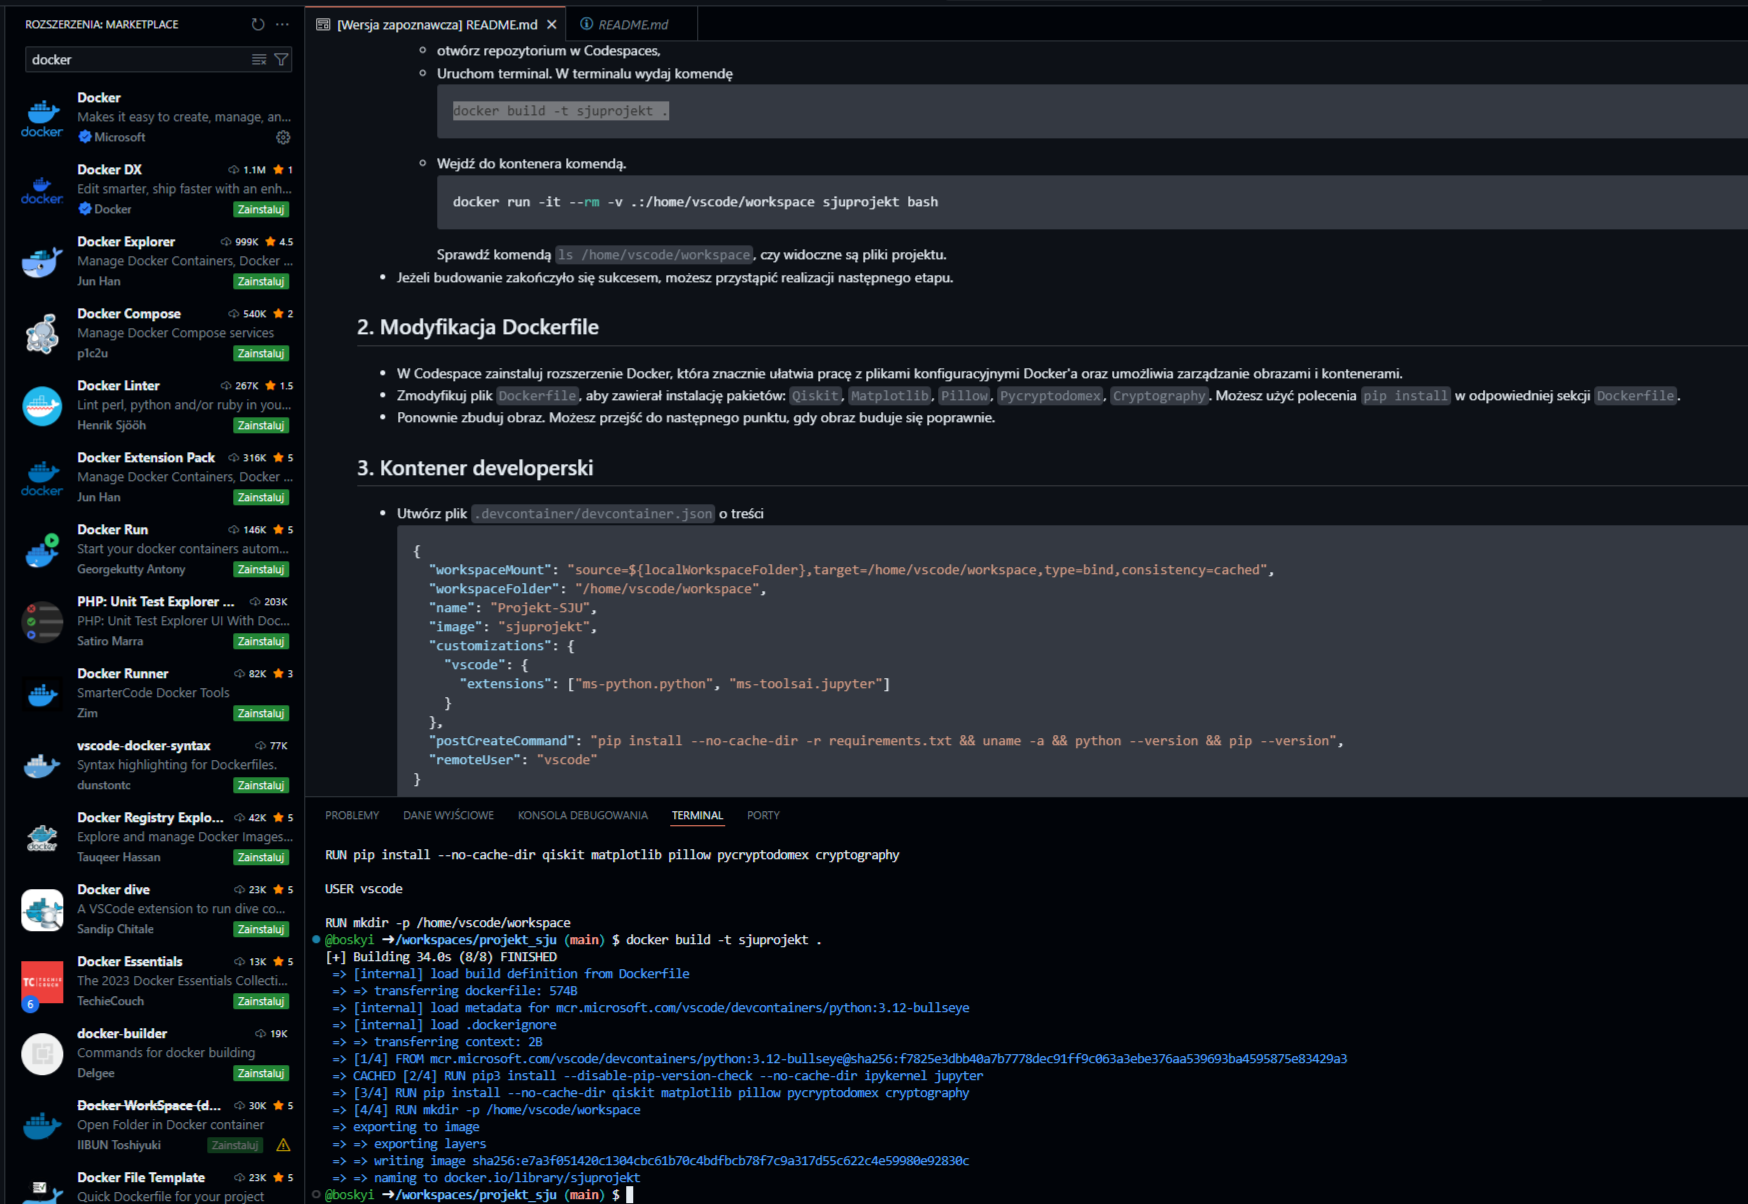 ROZSZERZENIA: MARKETPLACE
docker
Docker
Makes it easy to create, manage, an...
Microsoft
Docker DX 1.1M 1
Edit smarter, ship faster with an enh...
Docker Zainstaluj
Docker Explorer 999K 4.5
Manage Docker Containers, Docker ...
Jun Han Zainstaluj
Docker Compose 540K 2
Manage Docker Compose services
p1c2u Zainstaluj
Docker Linter 267K 1.5
Lint perl, python and/or ruby in you...
Henrik Sjööh Zainstaluj
Docker Extension Pack 316K 5
Manage Docker Containers, Docker ...
Jun Han Zainstaluj
Docker Run 146K 5
Start your docker containers autom...
Georgekutty Antony Zainstaluj
PHP: Unit Test Explorer ... 203K
PHP: Unit Test Explorer UI With Doc...
Satiro Marra Zainstaluj
Docker Runner 82K 3
SmarterCode Docker Tools
Zim Zainstaluj
vscode-docker-syntax 77K
Syntax highlighting for Dockerfiles.
dunstontc Zainstaluj
Docker Registry Explo... 42K 5
Explore and manage Docker Images...
Tauqeer Hassan Zainstaluj
Docker dive 23K 5
A VSCode extension to run dive co...
Sandip Chitale Zainstaluj
Docker Essentials 13K 5
The 2023 Docker Essentials Collecti...
TechieCouch Zainstaluj
docker-builder 19K
Commands for docker building
Delgee Zainstaluj
Docker WorkSpace (d... 30K 5
Open Folder in Docker container
IIBUN Toshiyuki Zainstaluj
Docker File Template 23K 5
Quick Dockerfile for your project
[Wersja zapoznawcza] README.md
README.md
otwórz repozytorium w Codespaces,
Uruchom terminal. W terminalu wydaj komendę
docker build -t sjuprojekt .
Wejdź do kontenera komendą.
docker run -it --rm -v .:/home/vscode/workspace sjuprojekt bash
Sprawdź komendą ls /home/vscode/workspace, czy widoczne są pliki projektu.
Jeżeli budowanie zakończyło się sukcesem, możesz przystąpić realizacji następnego etapu.
2. Modyfikacja Dockerfile
W Codespace zainstaluj rozszerzenie Docker, która znacznie ułatwia pracę z plikami konfiguracyjnymi Docker'a oraz umożliwia zarządzanie obrazami i kontenerami.
Zmodyfikuj plik Dockerfile, aby zawierał instalację pakietów: Qiskit, Matplotlib, Pillow, Pycryptodomex, Cryptography. Możesz użyć polecenia pip install w odpowiedniej sekcji Dockerfile.
Ponownie zbuduj obraz. Możesz przejść do następnego punktu, gdy obraz buduje się poprawnie.
3. Kontener developerski
Utwórz plik .devcontainer/devcontainer.json o treści
{
"workspaceMount": "source=${localWorkspaceFolder},target=/home/vscode/workspace,type=bind,consistency=cached",
"workspaceFolder": "/home/vscode/workspace",
"name": "Projekt-SJU",
"image": "sjuprojekt",
"customizations": {
"vscode": {
"extensions": ["ms-python.python", "ms-toolsai.jupyter"]
}
},
"postCreateCommand": "pip install --no-cache-dir -r requirements.txt && uname -a && python --version && pip --version",
"remoteUser": "vscode"
}
PROBLEMY DANE WYJŚCIOWE KONSOLA DEBUGOWANIA TERMINAL PORTY
RUN pip install --no-cache-dir qiskit matplotlib pillow pycryptodomex cryptography
USER vscode
RUN mkdir -p /home/vscode/workspace
@boskyi ➜/workspaces/projekt_sju (main) $ docker build -t sjuprojekt .
[+] Building 34.0s (8/8) FINISHED
=> [internal] load build definition from Dockerfile
=> => transferring dockerfile: 574B
=> [internal] load metadata for mcr.microsoft.com/vscode/devcontainers/python:3.12-bullseye
=> [internal] load .dockerignore
=> => transferring context: 2B
=> [1/4] FROM mcr.microsoft.com/vscode/devcontainers/python:3.12-bullseye@sha256:f7825e3dbb40a7b7778dec91ff9c063a3ebe376aa539693ba4595875e83429a3
=> CACHED [2/4] RUN pip3 install --disable-pip-version-check --no-cache-dir ipykernel jupyter
=> [3/4] RUN pip install --no-cache-dir qiskit matplotlib pillow pycryptodomex cryptography
=> [4/4] RUN mkdir -p /home/vscode/workspace
=> exporting to image
=> => exporting layers
=> => writing image sha256:e7a3f051420c1304cbc61b70c4bdfbcb78f7c9a317d55c622c4e59980e92830c
=> => naming to docker.io/library/sjuprojekt
@boskyi ➜/workspaces/projekt_sju (main) $